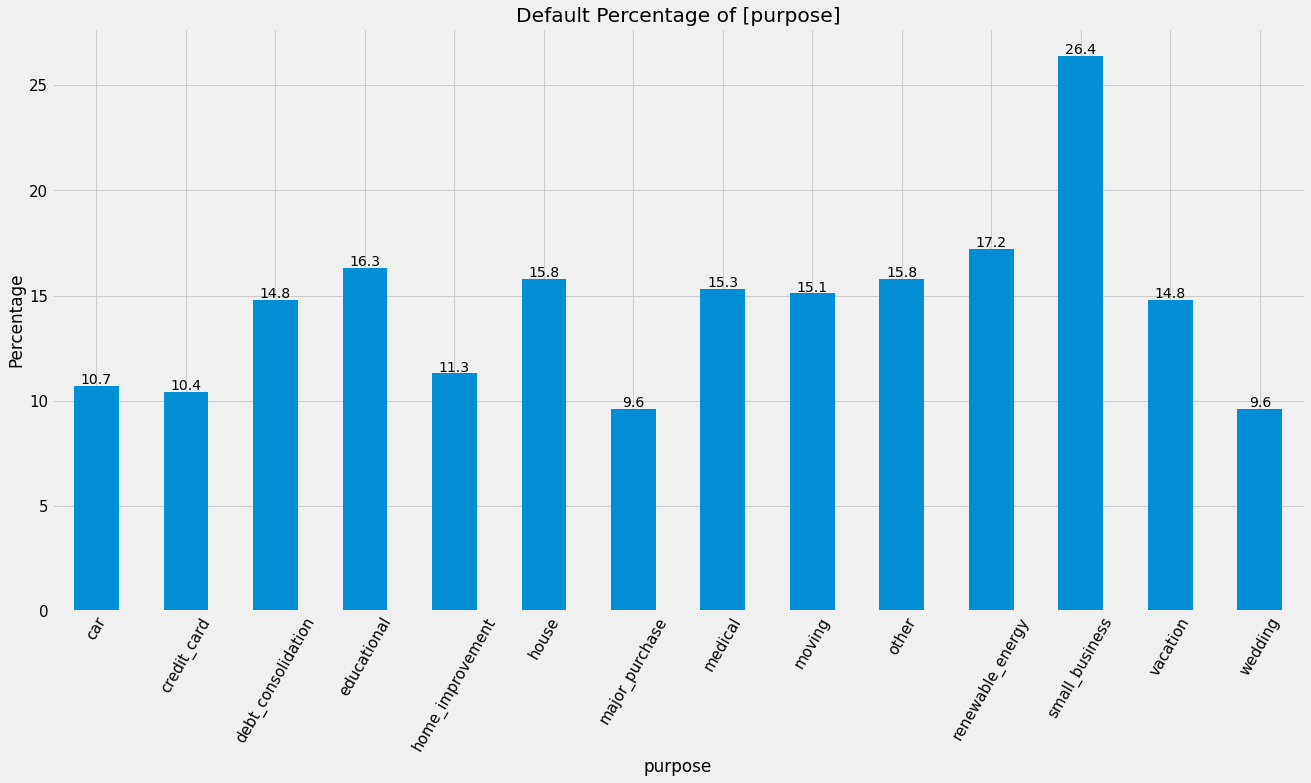 Default Percentage of [purpose]
Percentage
25
20
15
10
5
0
10.7
10.4
14.8
16.3
11.3
15.8
9.6
15.3
15.1
15.8
17.2
26.4
14.8
9.6
car
credit_card
debt_consolidation
educational
home_improvement
house
major_purchase
medical
moving
other
renewable_energy
small_business
vacation
wedding
purpose